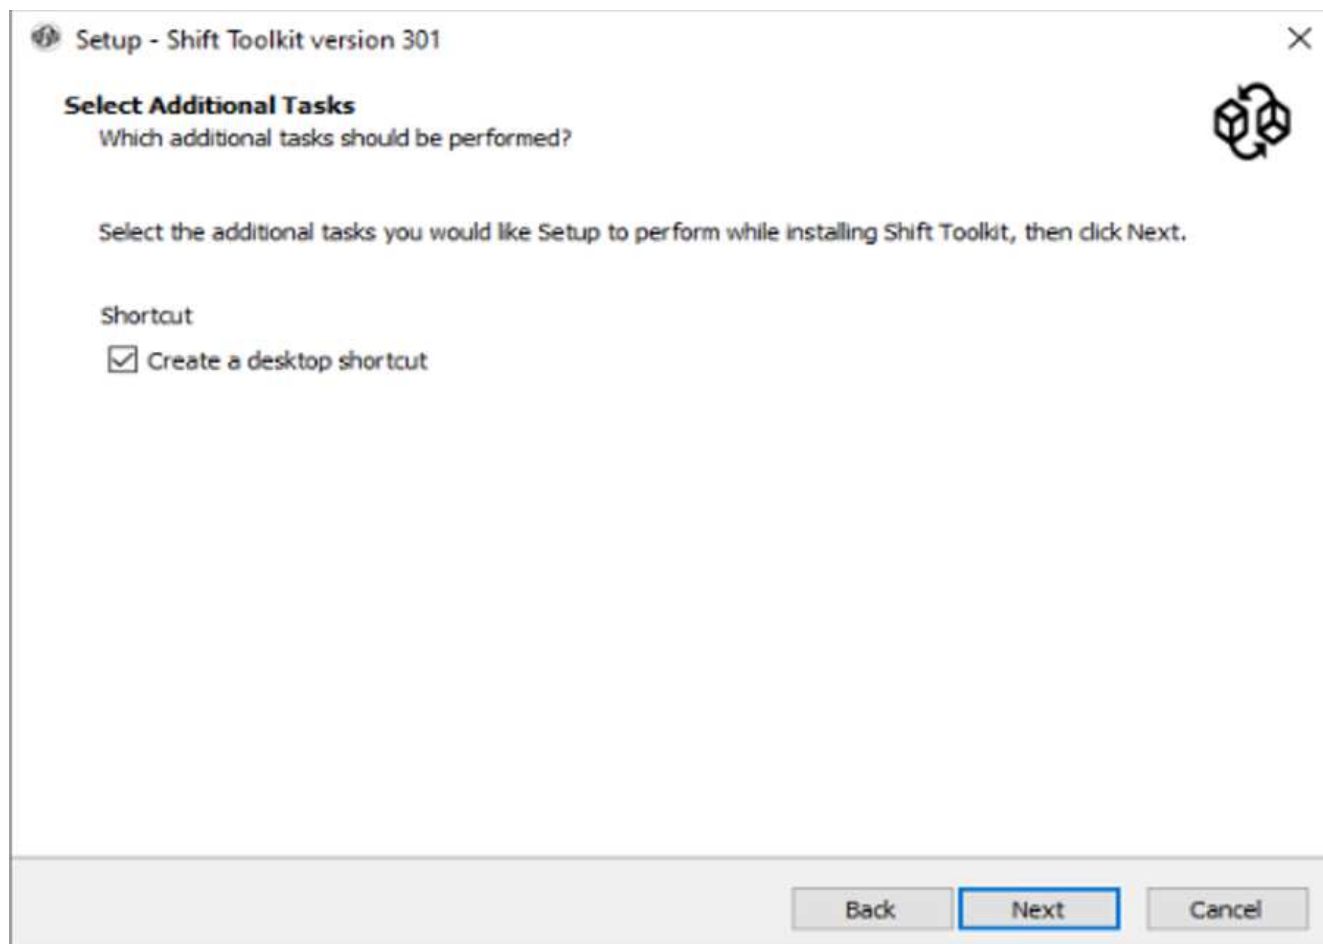 Setup - Shift Toolkit version 301
Select Additional Tasks
Which additional tasks should be performed?
Select the additional tasks you would like Setup to perform while installing Shift Toolkit, then click Next.
Shortcut
Create a desktop shortcut
Back Next Cancel